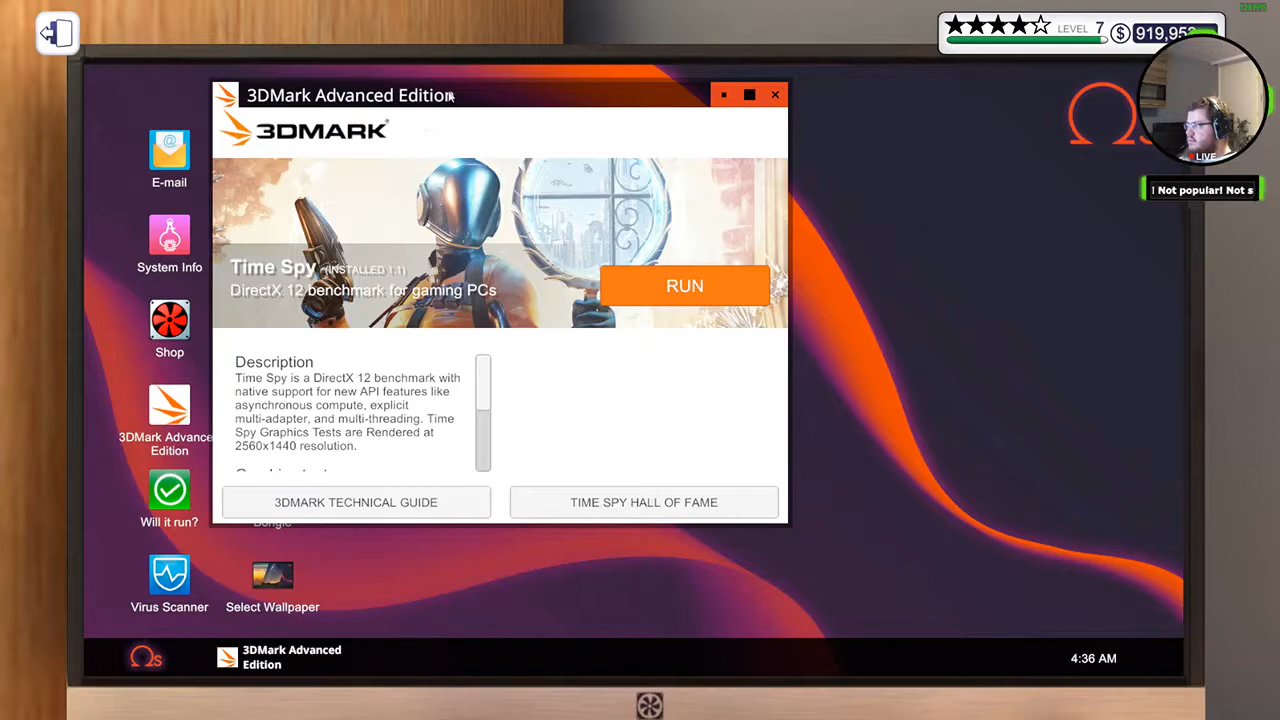 LEVEL 7
$ 919,95
3DMark Advanced Edition
3DMARK
LIVE
! Not popular! Not s
E-mail
System Info
Shop
3DMark Advance
Edition
Will it run?
Virus Scanner
Select Wallpaper
Time Spy (INSTALLED 1.1)
DirectX 12 benchmark for gaming PCs
RUN
Description
Time Spy is a DirectX 12 benchmark with
native support for new API features like
asynchronous compute, explicit
multi-adapter, and multi-threading. Time
Spy Graphics Tests are Rendered at
2560x1440 resolution.
3DMARK TECHNICAL GUIDE
TIME SPY HALL OF FAME
Ωs
3DMark Advanced
Edition
4:36 AM